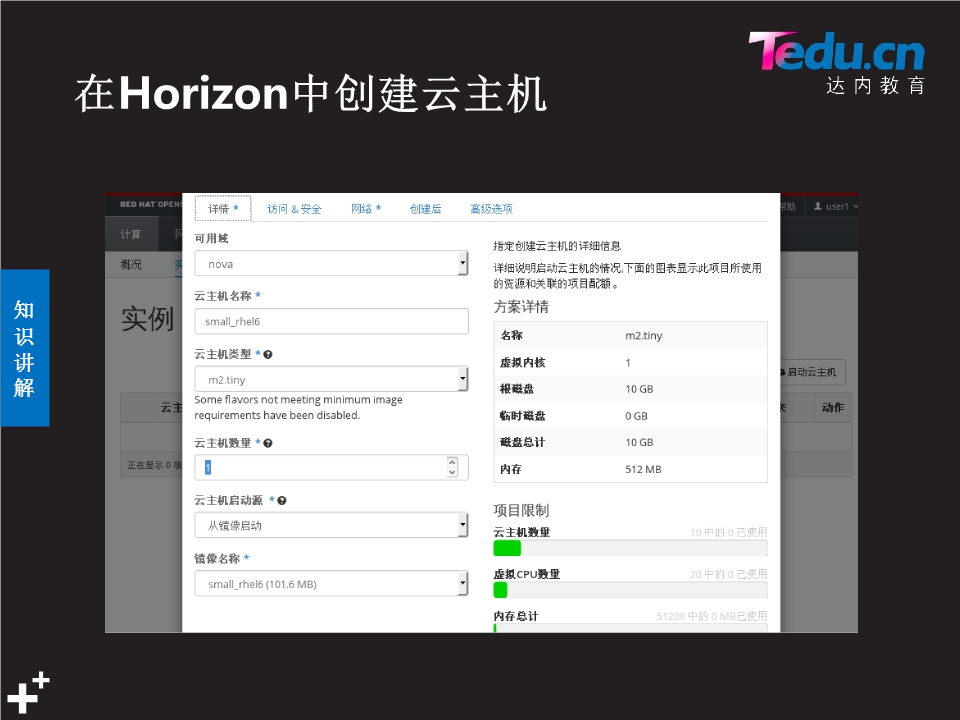 Tedu.cn
达内教育
在Horizon中创建云主机
知识讲解
RED HAT OPENS
帮助
user1
计算
概况
实例
启动云主机
云主
动作
正在显示 0 项
详情 *
访问 & 安全
网络 *
创建后
高级选项
可用域
nova
云主机名称 *
small_rhel6
云主机类型 *
m2.tiny
Some flavors not meeting minimum image
requirements have been disabled.
云主机数量 *
1
云主机启动源 *
从镜像启动
镜像名称 *
small_rhel6 (101.6 MB)
指定创建云主机的详细信息
详细说明启动云主机的情况,下面的图表显示此项目所使用
的资源和关联的项目配额。
方案详情
名称 m2.tiny
虚拟内核 1
根磁盘 10 GB
临时磁盘 0 GB
磁盘总计 10 GB
内存 512 MB
项目限制
云主机数量 10 中的 0 已使用
虚拟CPU数量 20 中的 0 已使用
内存总计 51200 中的 0 MB已使用